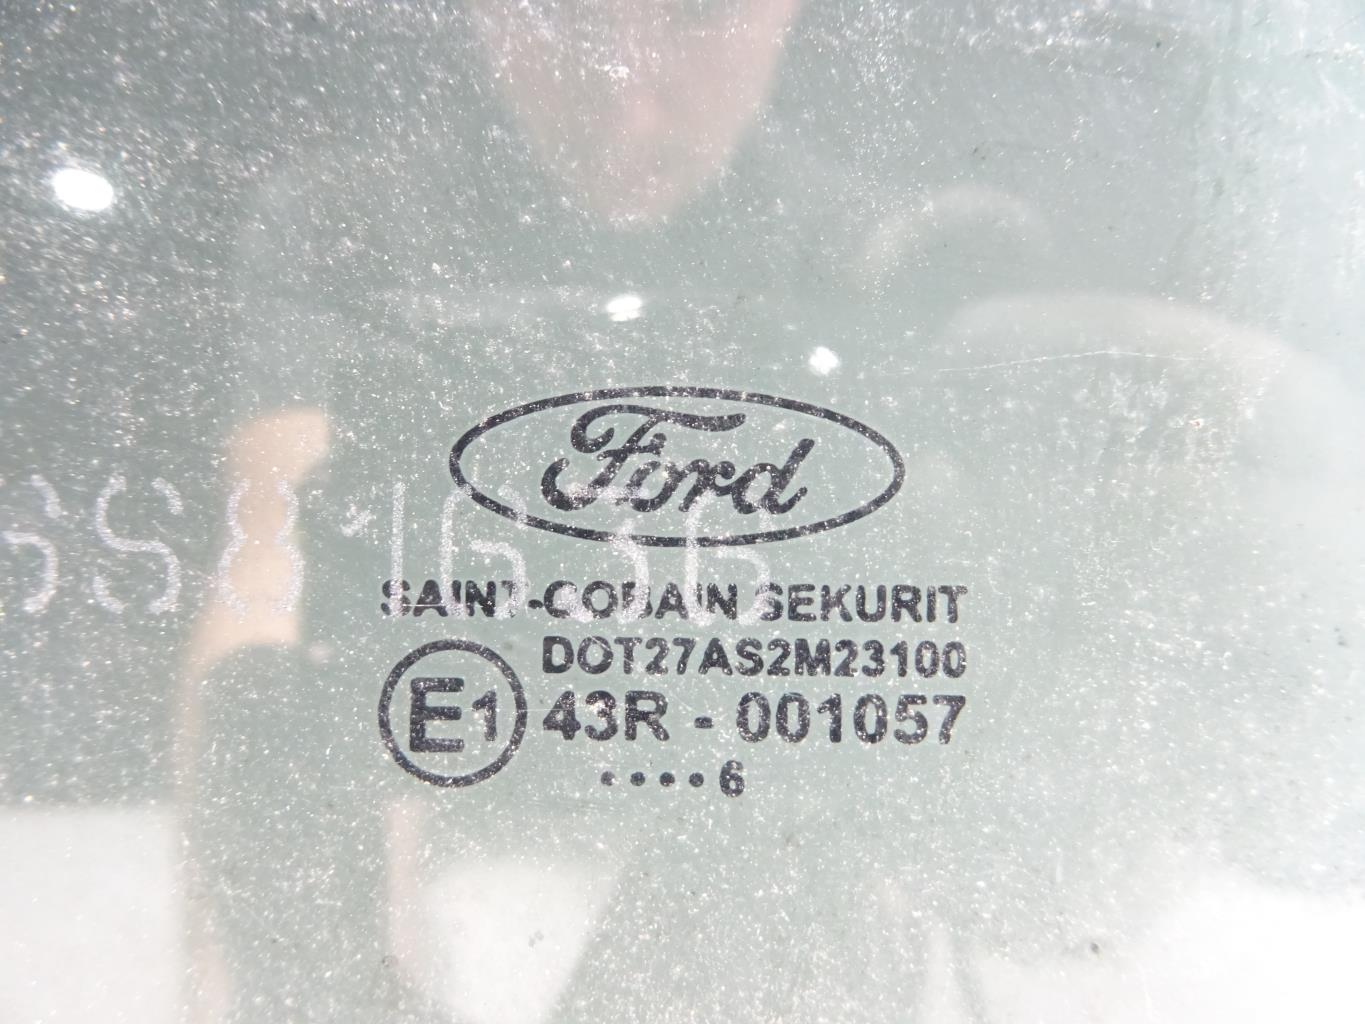 Ford
SAINT-GOBAIN SEKURIT
DOT27AS2M23100
E1 43R - 001057
••••6